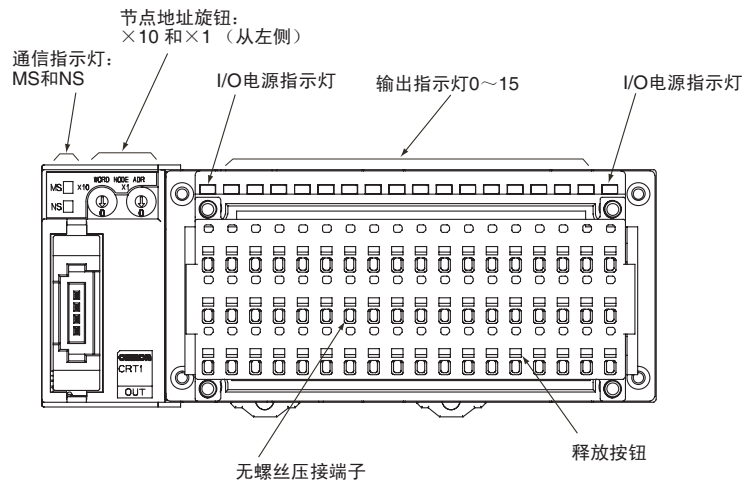 节点地址旋钮:
×10 和×1 （从左侧）
通信指示灯:
MS和NS
I/O电源指示灯
输出指示灯0～15
I/O电源指示灯
WORD NODE ADR
MS
x10
X1
NS
OMRON
CRT1
OUT
释放按钮
无螺丝压接端子